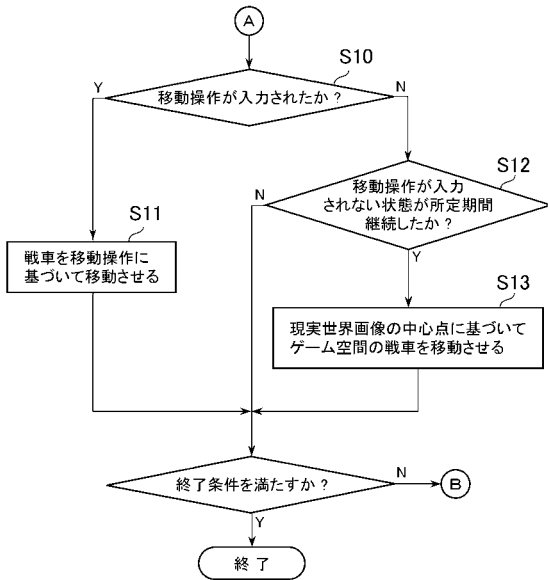 A
S10
移動操作が入力されたか？
Y
N
S12
移動操作が入力
されない状態が所定期間
継続したか？
N
Y
S11
戦車を移動操作に
基づいて移動させる
S13
現実世界画像の中心点に基づいて
ゲーム空間の戦車を移動させる
終了条件を満たすか？
N
B
Y
終了